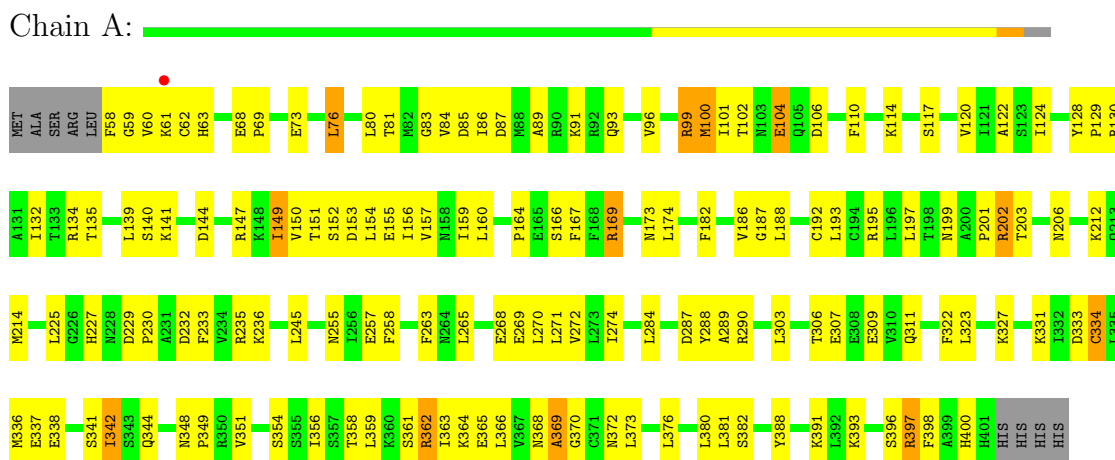 Chain A:
MET ALA SER ARG LEU F58 G59 V60 K61 C62 H63 E68 P69 E73 L76 L80 T81 M82 G83 V84 D85 I86 D87 M88 A89 R90 K91 R92 Q93 V96 R99 M100 I101 T102 N103 E104 Q105 D106 F110 K114 S117 V120 I121 A122 S123 I124 Y128 P129 P130
A131 I132 T133 R134 T135 L139 S140 K141 D144 R147 K148 I149 V150 T151 S152 D153 L154 E155 I156 V157 N158 I159 L160 P164 E165 S166 F167 F168 R169 N173 L174 F182 V186 G187 L188 C192 L193 C194 R195 L196 L197 T198 N199 A200 P201 R202 T203 N206 K212 Q213
M214 L225 G226 H227 N228 D229 P230 A231 D232 F233 V234 R235 K236 L245 N255 I256 E257 F258 F263 N264 L265 E268 E269 L270 L271 V272 L273 I274 L284 D287 Y288 A289 R290 L303 T306 E307 E308 E309 V310 Q311 F322 L323 K327 K331 I332 D333 C334 L335
M336 E337 E338 S341 I342 S343 Q344 N348 P349 R350 V351 S354 S355 I356 S357 T358 L359 K360 S361 R362 I363 K364 E365 L366 V367 N368 A369 G370 C371 N372 L373 L376 L380 L381 S382 Y388 K391 L392 K393 S396 R397 F398 A399 H400 H401 HIS HIS HIS HIS